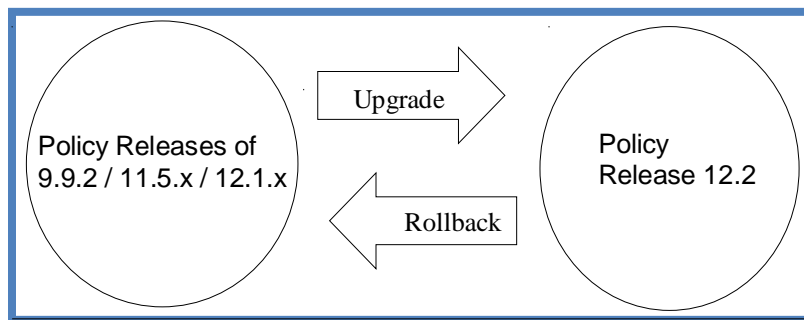 Upgrade
Policy Releases of
9.9.2 / 11.5.x / 12.1.x
Policy
Release 12.2
Rollback